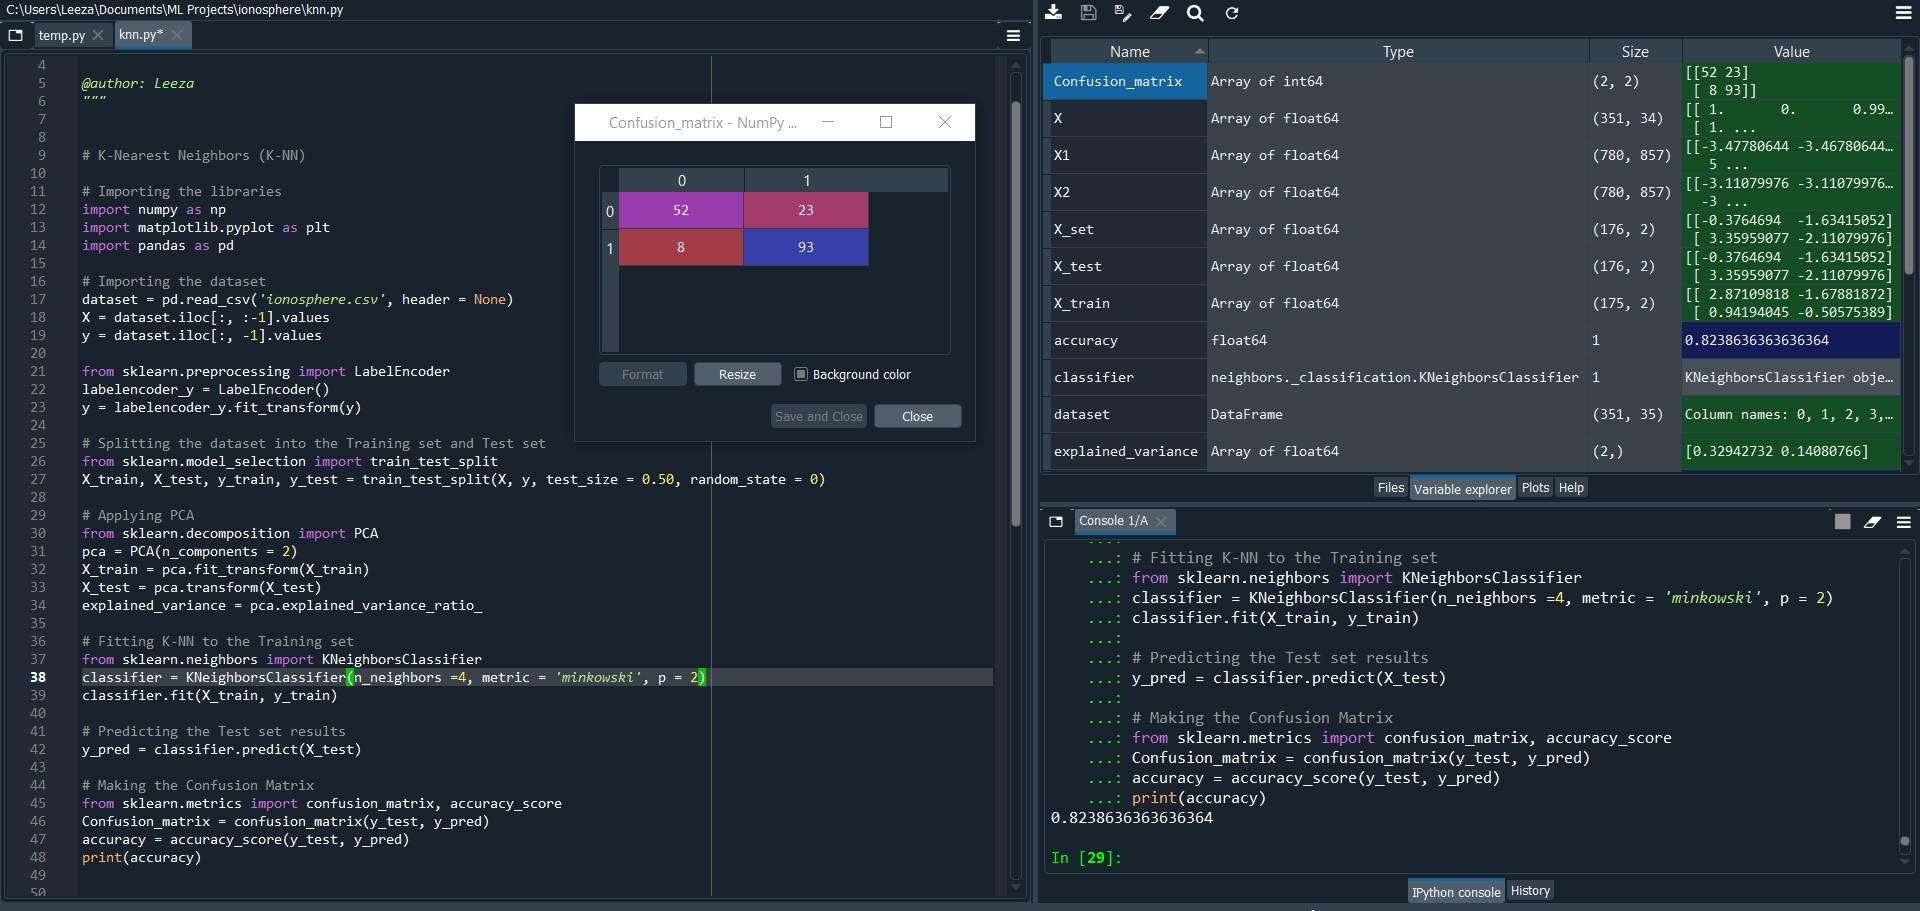 C:\Users\Leeza\Documents\ML Projects\ionosphere\knn.py
temp.py
knn.py*
4
5 @author: Leeza
6 """
7
8
9 # K-Nearest Neighbors (K-NN)
10
11 # Importing the libraries
12 import numpy as np
13 import matplotlib.pyplot as plt
14 import pandas as pd
15
16 # Importing the dataset
17 dataset = pd.read_csv('ionosphere.csv', header = None)
18 X = dataset.iloc[:, :-1].values
19 y = dataset.iloc[:, -1].values
20
21 from sklearn.preprocessing import LabelEncoder
22 labelencoder_y = LabelEncoder()
23 y = labelencoder_y.fit_transform(y)
24
25 # Splitting the dataset into the Training set and Test set
26 from sklearn.model_selection import train_test_split
27 X_train, X_test, y_train, y_test = train_test_split(X, y, test_size = 0.50, random_state = 0)
28
29 # Applying PCA
30 from sklearn.decomposition import PCA
31 pca = PCA(n_components = 2)
32 X_train = pca.fit_transform(X_train)
33 X_test = pca.transform(X_test)
34 explained_variance = pca.explained_variance_ratio_
35
36 # Fitting K-NN to the Training set
37 from sklearn.neighbors import KNeighborsClassifier
38 classifier = KNeighborsClassifier(n_neighbors =4, metric = 'minkowski', p = 2)
39 classifier.fit(X_train, y_train)
40
41 # Predicting the Test set results
42 y_pred = classifier.predict(X_test)
43
44 # Making the Confusion Matrix
45 from sklearn.metrics import confusion_matrix, accuracy_score
46 Confusion_matrix = confusion_matrix(y_test, y_pred)
47 accuracy = accuracy_score(y_test, y_pred)
48 print(accuracy)
49
50
Confusion_matrix - NumPy ...
0 1
0 52 23
1 8 93
Format Resize Background color
Save and Close Close
Name Type Size Value
Confusion_matrix Array of int64 (2, 2) [[52 23]
[ 8 93]]
X Array of float64 (351, 34) [[ 1. 0. 0.99…
[ 1. ...
X1 Array of float64 (780, 857) [[-3.47780644 -3.46780644…
5 ...
X2 Array of float64 (780, 857) [[-3.11079976 -3.11079976…
-3 ...
X_set Array of float64 (176, 2) [[-0.3764694 -1.63415052]
[ 3.35959077 -2.11079976]
X_test Array of float64 (176, 2) [[-0.3764694 -1.63415052]
[ 3.35959077 -2.11079976]
X_train Array of float64 (175, 2) [[ 2.87109818 -1.67881872]
[ 0.94194045 -0.50575389]
accuracy float64 1 0.8238636363636364
classifier neighbors._classification.KNeighborsClassifier 1 KNeighborsClassifier obje…
dataset DataFrame (351, 35) Column names: 0, 1, 2, 3,…
explained_variance Array of float64 (2,) [0.32942732 0.14080766]
Files Variable explorer Plots Help
Console 1/A
...:
...: # Fitting K-NN to the Training set
...: from sklearn.neighbors import KNeighborsClassifier
...: classifier = KNeighborsClassifier(n_neighbors =4, metric = 'minkowski', p = 2)
...: classifier.fit(X_train, y_train)
...:
...: # Predicting the Test set results
...: y_pred = classifier.predict(X_test)
...:
...: # Making the Confusion Matrix
...: from sklearn.metrics import confusion_matrix, accuracy_score
...: Confusion_matrix = confusion_matrix(y_test, y_pred)
...: accuracy = accuracy_score(y_test, y_pred)
...: print(accuracy)
0.8238636363636364
In [29]:
IPython console History